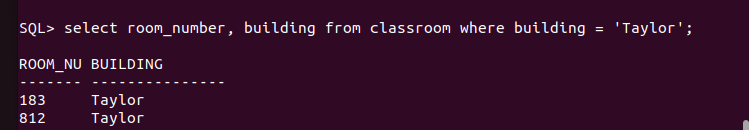 SQL> select room_number, building from classroom where building = 'Taylor';
ROOM_NU BUILDING
------- ---------------
183     Taylor
812     Taylor